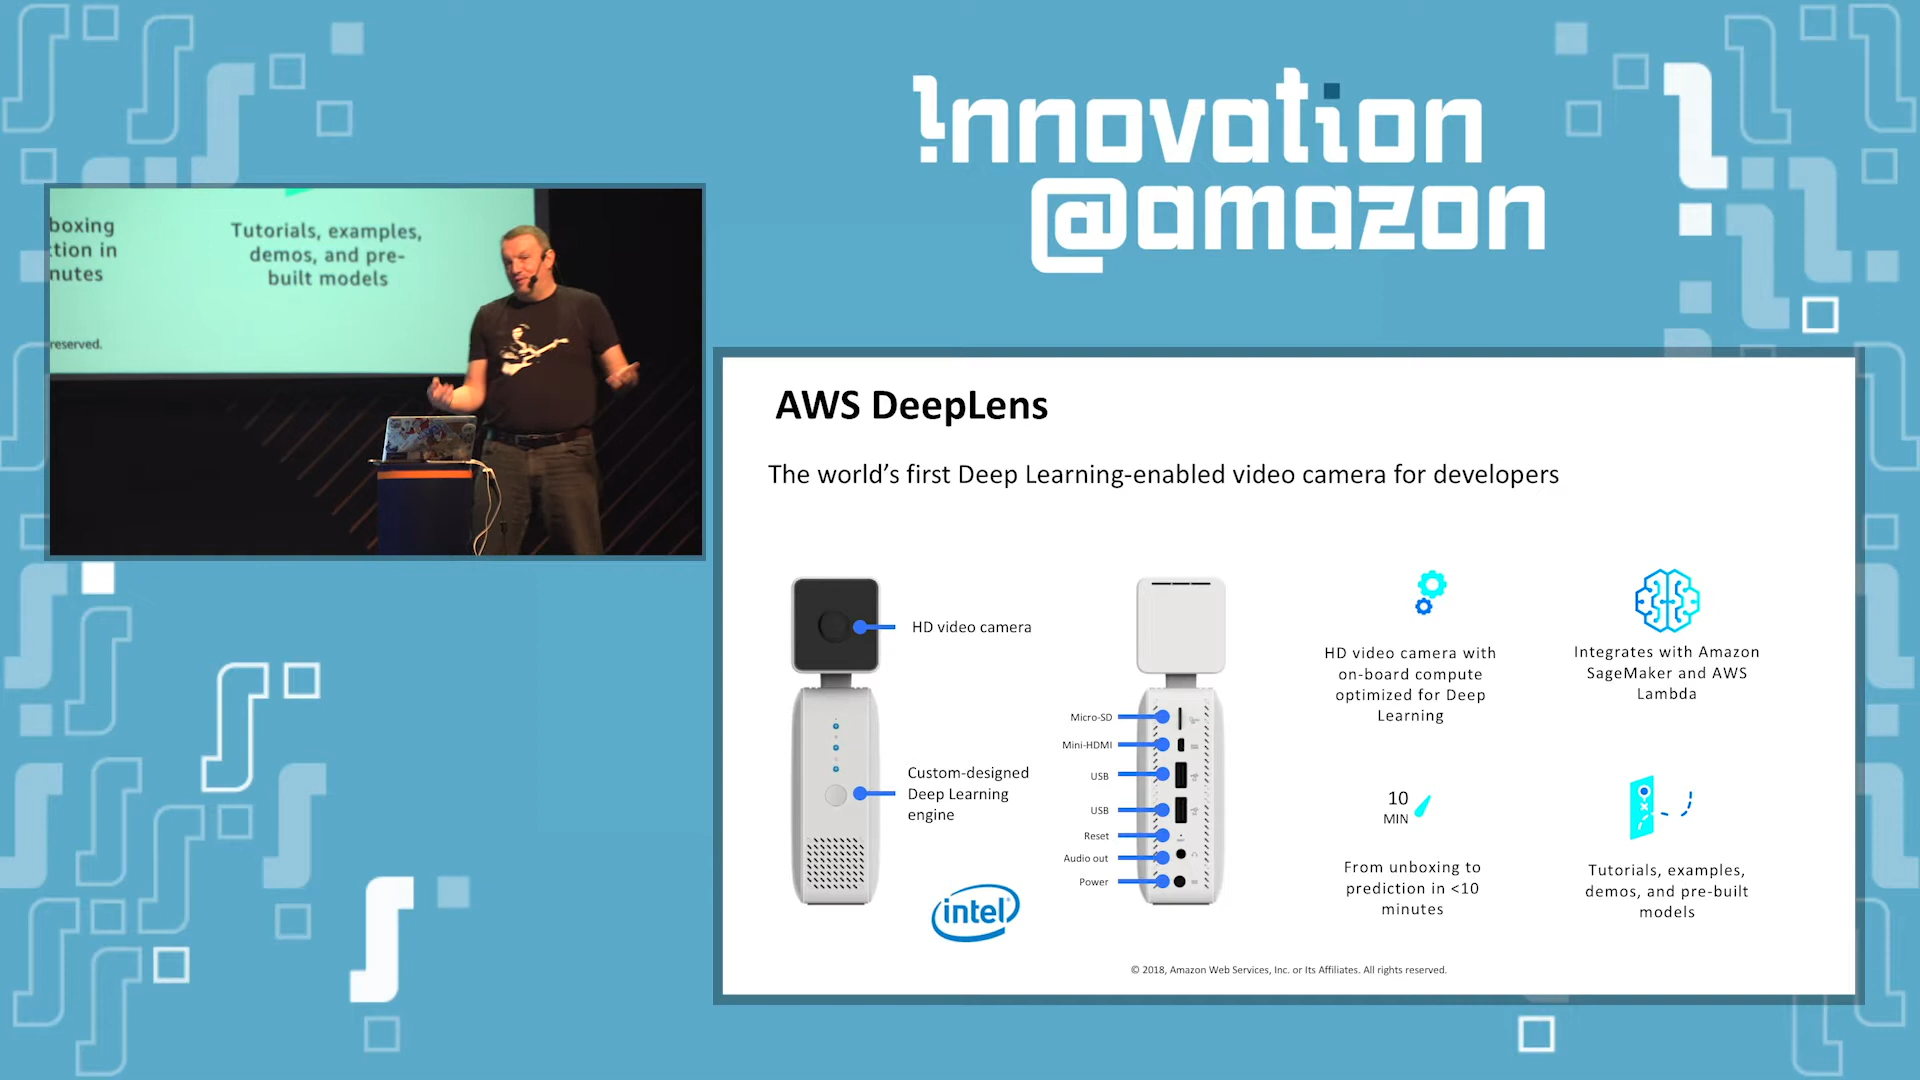 Innovation
@amazon
boxing
tion in
nutes
Tutorials, examples,
demos, and pre-
built models
reserved.
AWS DeepLens
The world's first Deep Learning-enabled video camera for developers
HD video camera
Custom-designed
Deep Learning
engine
intel
Micro-SD
Mini-HDMI
USB
USB
Reset
Audio out
Power
HD video camera with
on-board compute
optimized for Deep
Learning
Integrates with Amazon
SageMaker and AWS
Lambda
10
MIN
From unboxing to
prediction in <10
minutes
Tutorials, examples,
demos, and pre-built
models
© 2018, Amazon Web Services, Inc. or Its Affiliates. All rights reserved.